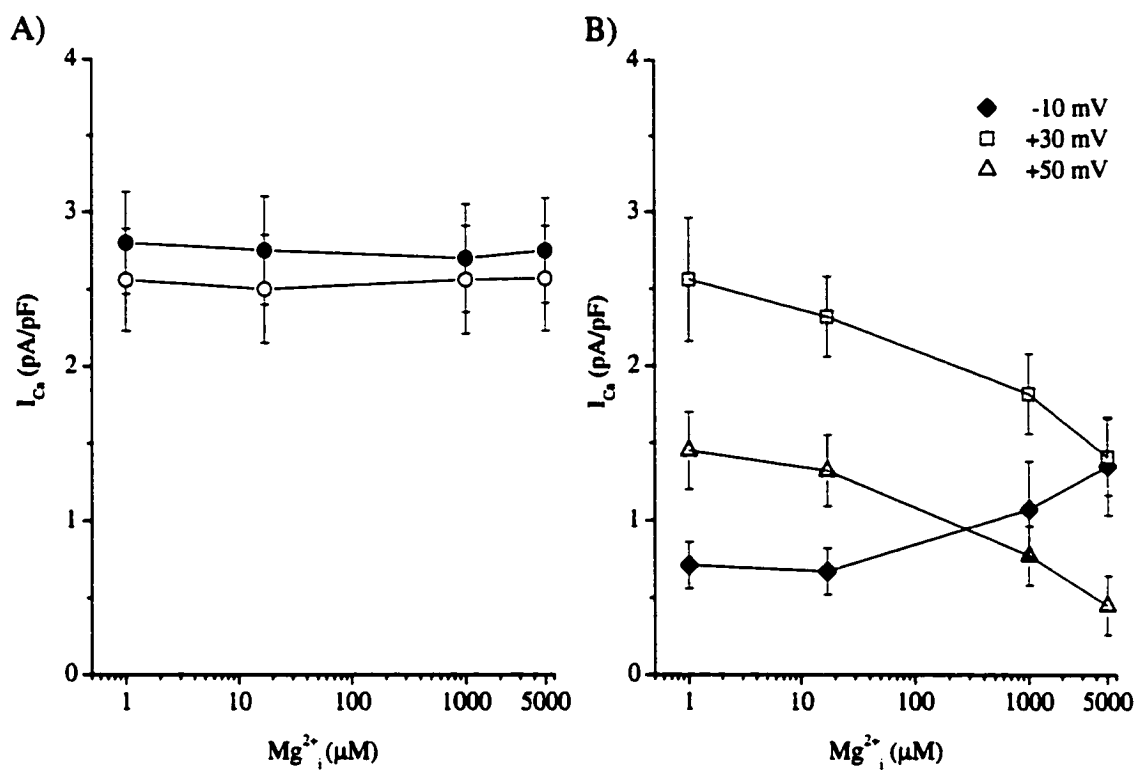 A)
4
3
2
1
0
I_Ca (pA/pF)
1 10 100 1000 5000
Mg²⁺ᵢ (μM)
B)
4
3
2
1
0
I_Ca (pA/pF)
-10 mV
+30 mV
+50 mV
1 10 100 1000 5000
Mg²⁺ᵢ (μM)